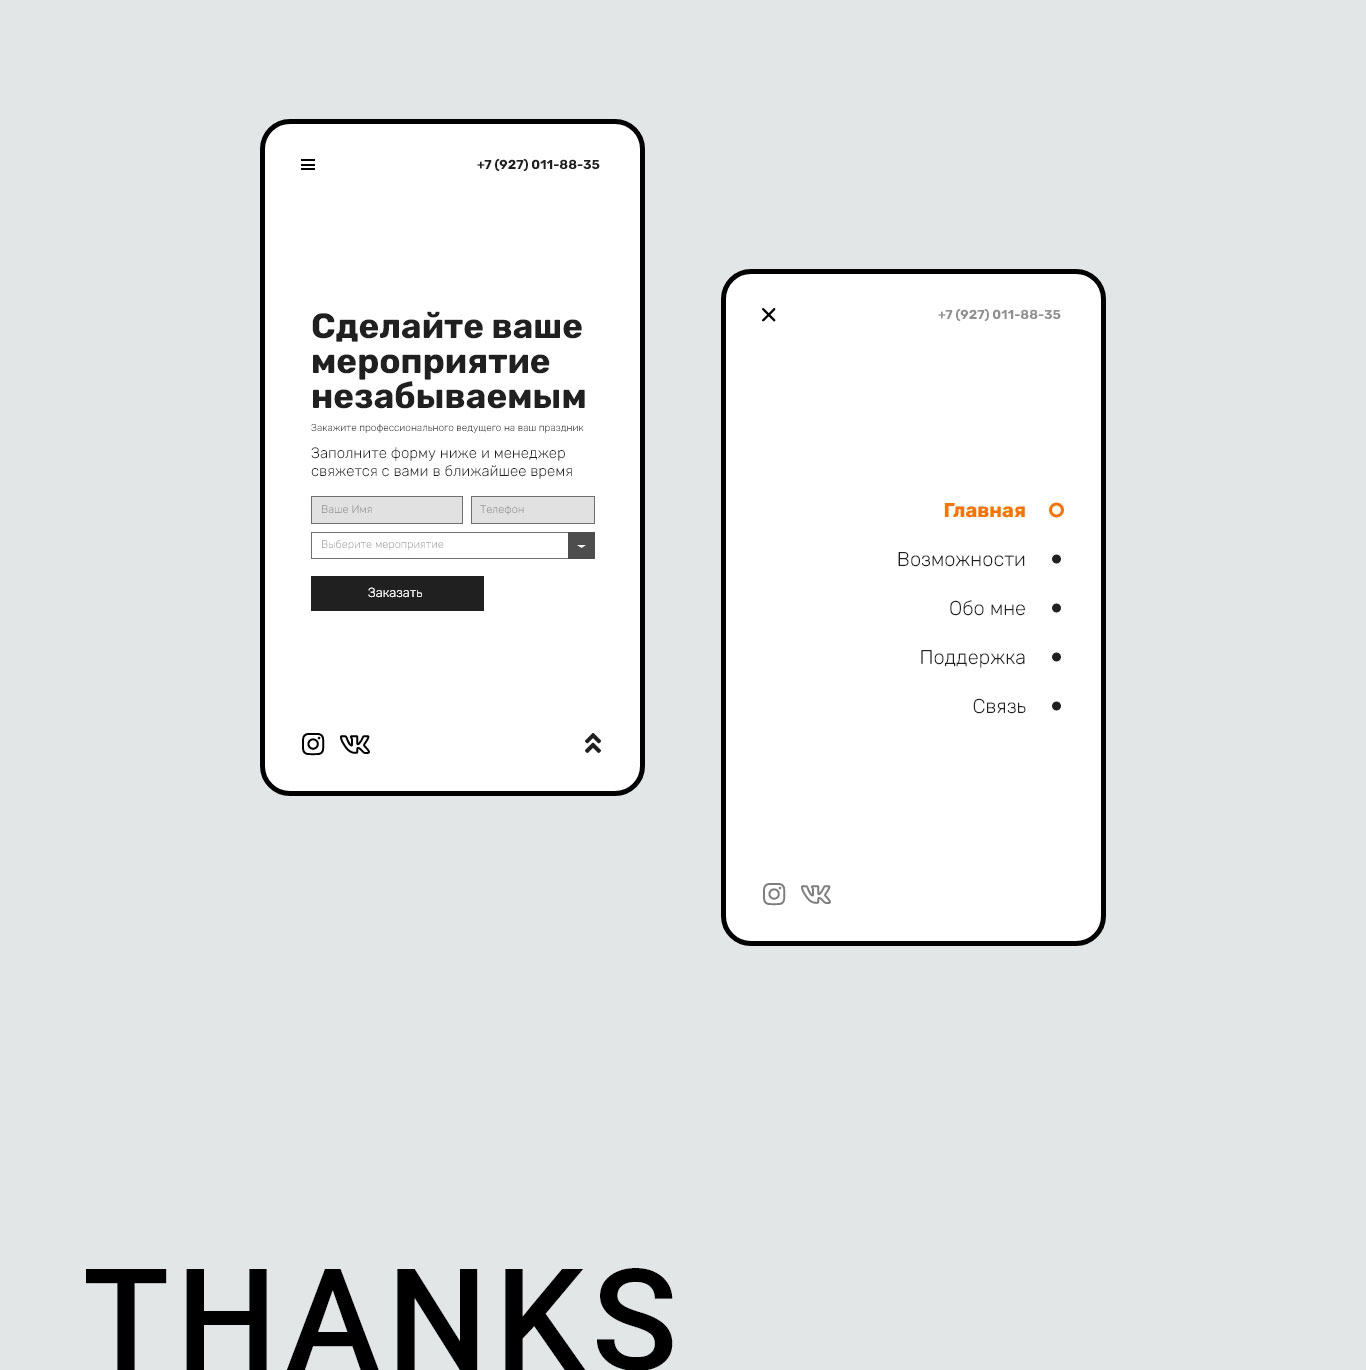 +7 (927) 011-88-35
Сделайте ваше
мероприятие
незабываемым
Закажите профессионального ведущего на ваш праздник
Заполните форму ниже и менеджер
свяжется с вами в ближайшее время
Ваше Имя
Телефон
Выберите мероприятие
Заказать
+7 (927) 011-88-35
Главная
Возможности
Обо мне
Поддержка
Связь
THANKS